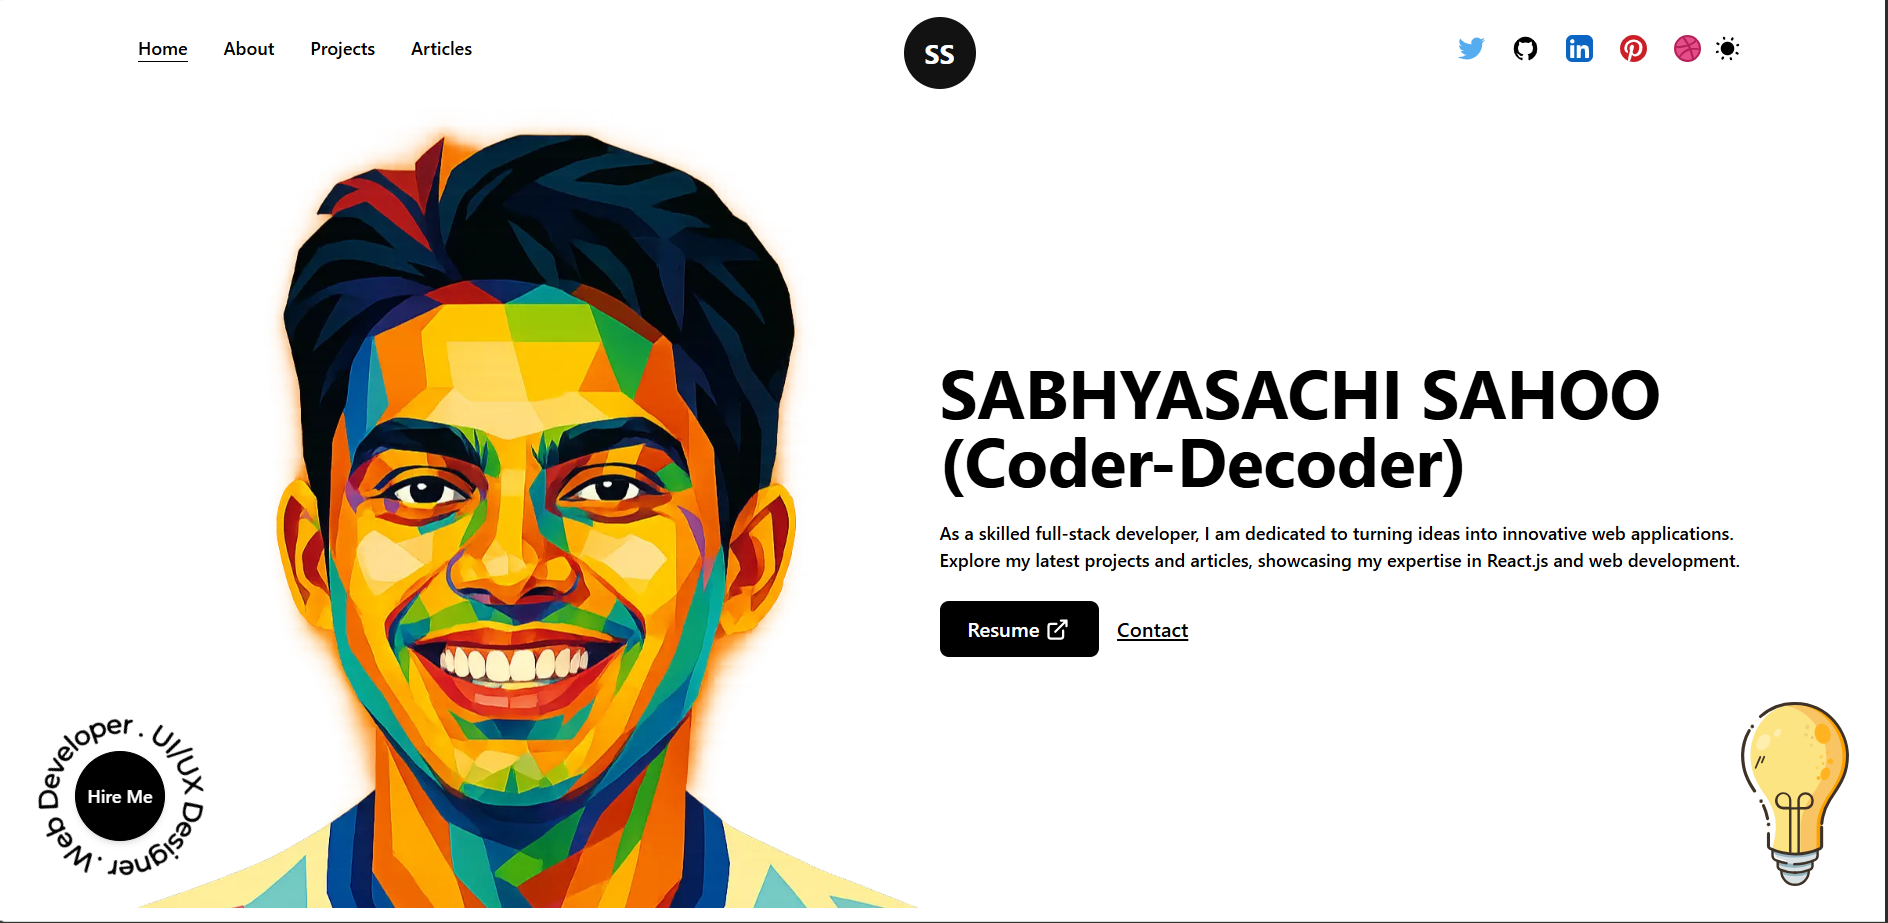 Home About Projects Articles
SS
SABHYASACHI SAHOO
(Coder-Decoder)
As a skilled full-stack developer, I am dedicated to turning ideas into innovative web applications.
Explore my latest projects and articles, showcasing my expertise in React.js and web development.
Resume Contact
Web Developer . UI/UX Designer .
Hire Me